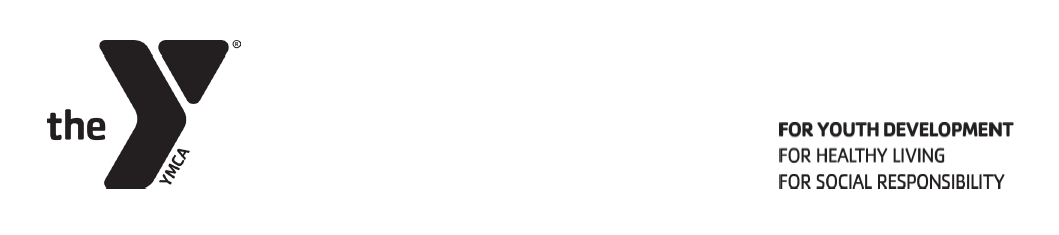 the Y®
YMCA
FOR YOUTH DEVELOPMENT
FOR HEALTHY LIVING
FOR SOCIAL RESPONSIBILITY